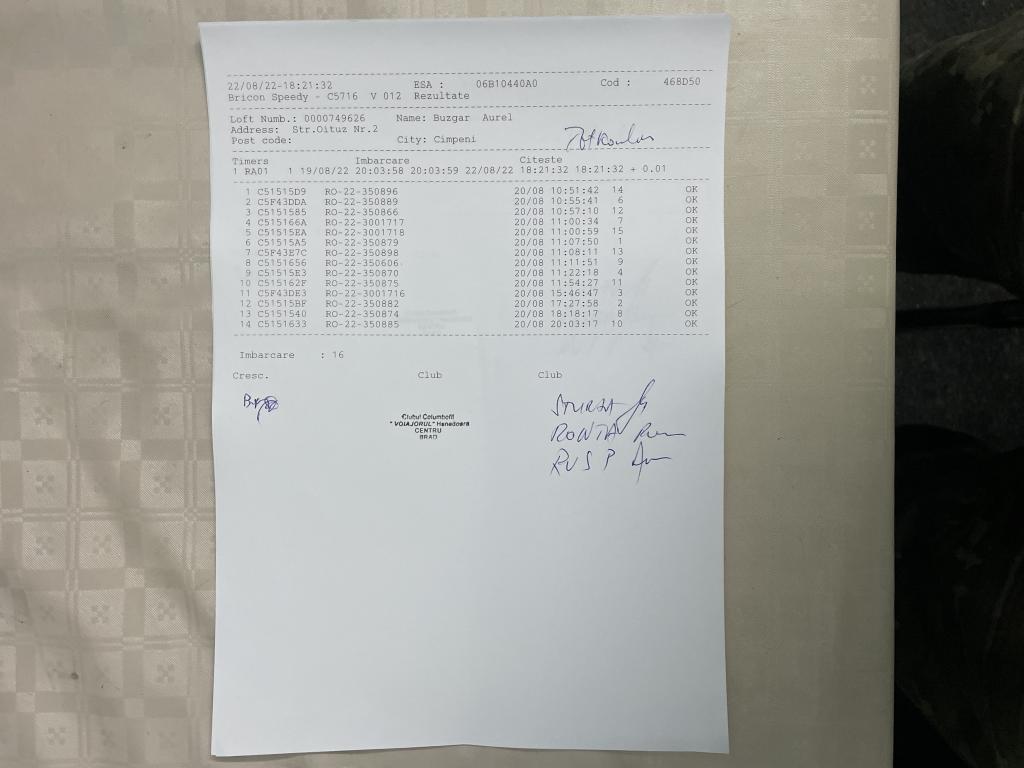 22/08/22-18:21:32 ESA : 06B10440A0 Cod : 468D50
Bricon Speedy - C5716 V 012 Rezultate
Loft Numb.: 0000749626 Name: Buzgar Aurel
Address: Str.Oituz Nr.2
Post code: City: Cimpeni
Timers Imbarcare Citeste
1 RA01 1 19/08/22 20:03:58 20:03:59 22/08/22 18:21:32 18:21:32 + 0.01
1 C51515D9 RO-22-350896 20/08 10:51:42 14 OK
2 C5F43DDA RO-22-350889 20/08 10:55:41 6 OK
3 C5151585 RO-22-350866 20/08 10:57:10 12 OK
4 C515166A RO-22-3001717 20/08 11:00:34 7 OK
5 C51515EA RO-22-3001718 20/08 11:00:59 15 OK
6 C51515A5 RO-22-350879 20/08 11:07:50 1 OK
7 C5F43E7C RO-22-350898 20/08 11:08:11 13 OK
8 C5151656 RO-22-350606 20/08 11:11:51 9 OK
9 C51515E3 RO-22-350870 20/08 11:22:18 4 OK
10 C515162F RO-22-350875 20/08 11:54:27 11 OK
11 C5F43DE3 RO-22-3001716 20/08 15:46:47 3 OK
12 C51515BF RO-22-350882 20/08 17:27:58 2 OK
13 C5151540 RO-22-350874 20/08 18:18:17 8 OK
14 C5151633 RO-22-350885 20/08 20:03:17 10 OK
Imbarcare : 16
Cresc. Club Club
Clubul Columbofil
"VOIAJORUL" Hunedoara
CENTRU
BRAD
STURZA
RONTA
RUS P